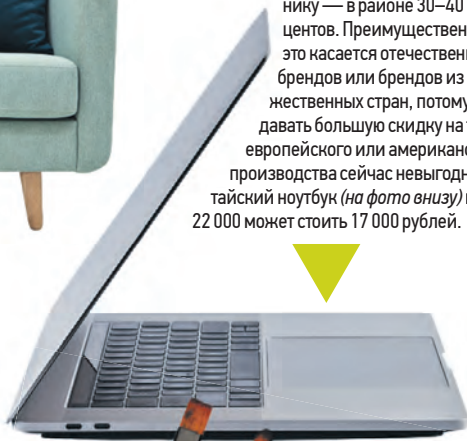 нику — в районе 30–40
центов. Преимуществен
это касается отечествен
брендов или брендов из
жественных стран, потому
давать большую скидку на
европейского или американс
производства сейчас невыгодн
тайский ноутбук (на фото внизу)
22 000 может стоить 17 000 рублей.